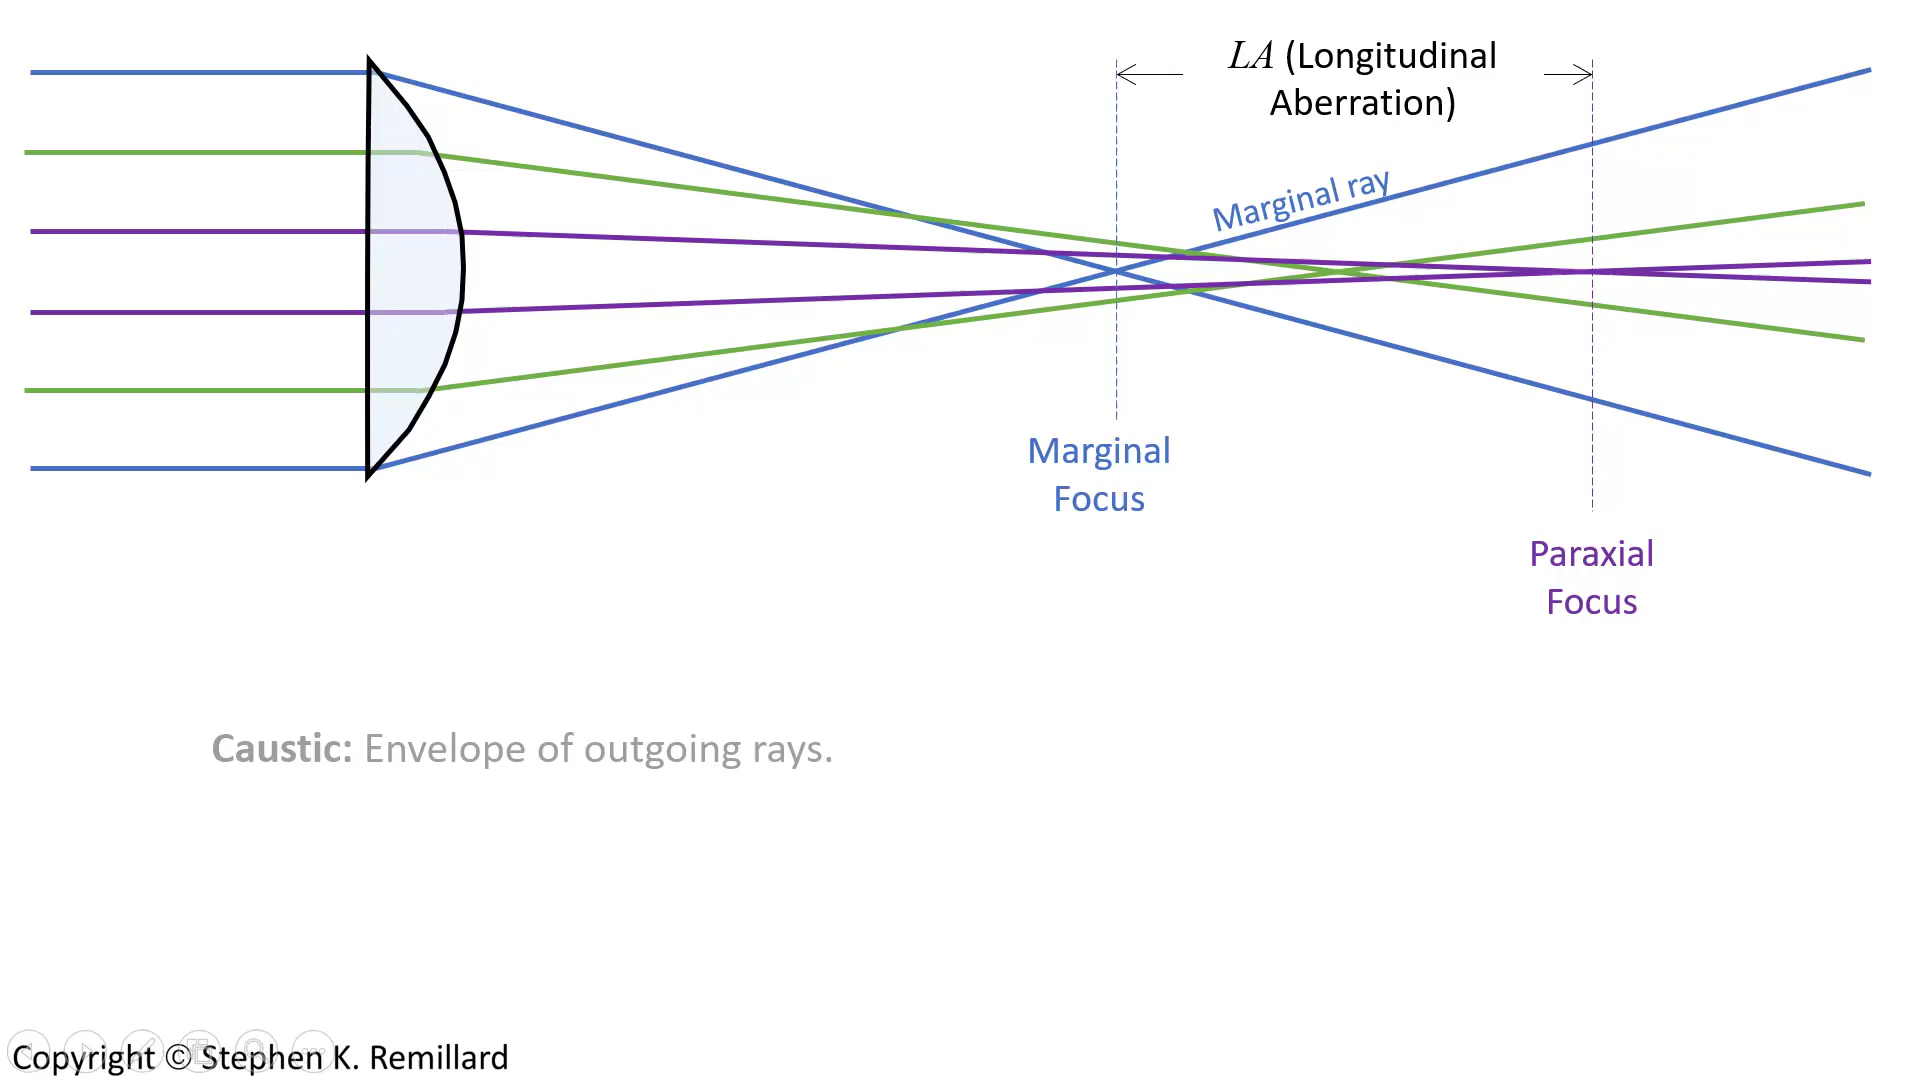 LA (Longitudinal
Aberration)
Marginal ray
Marginal
Focus
Paraxial
Focus
Caustic: Envelope of outgoing rays.
Copyright © Stephen K. Remillard